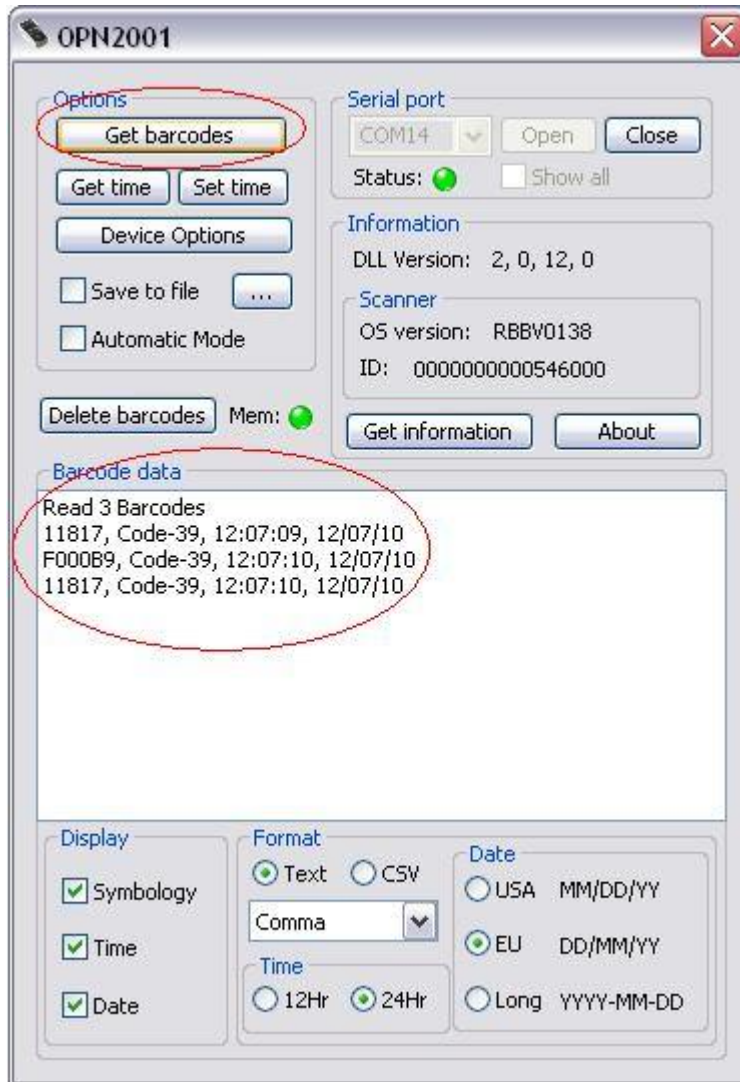 OPN2001
Options
Get barcodes
Get time Set time
Device Options
Save to file ...
Automatic Mode
Delete barcodes Mem:
Serial port
COM14 Open Close
Status: Show all
Information
DLL Version: 2, 0, 12, 0
Scanner
OS version: RBBV0138
ID: 0000000000546000
Get information About
Barcode data
Read 3 Barcodes
11817, Code-39, 12:07:09, 12/07/10
F000B9, Code-39, 12:07:10, 12/07/10
11817, Code-39, 12:07:10, 12/07/10
Display
Symbology
Time
Date
Format
Text CSV
Comma
Time
12Hr 24Hr
Date
USA MM/DD/YY
EU DD/MM/YY
Long YYYY-MM-DD